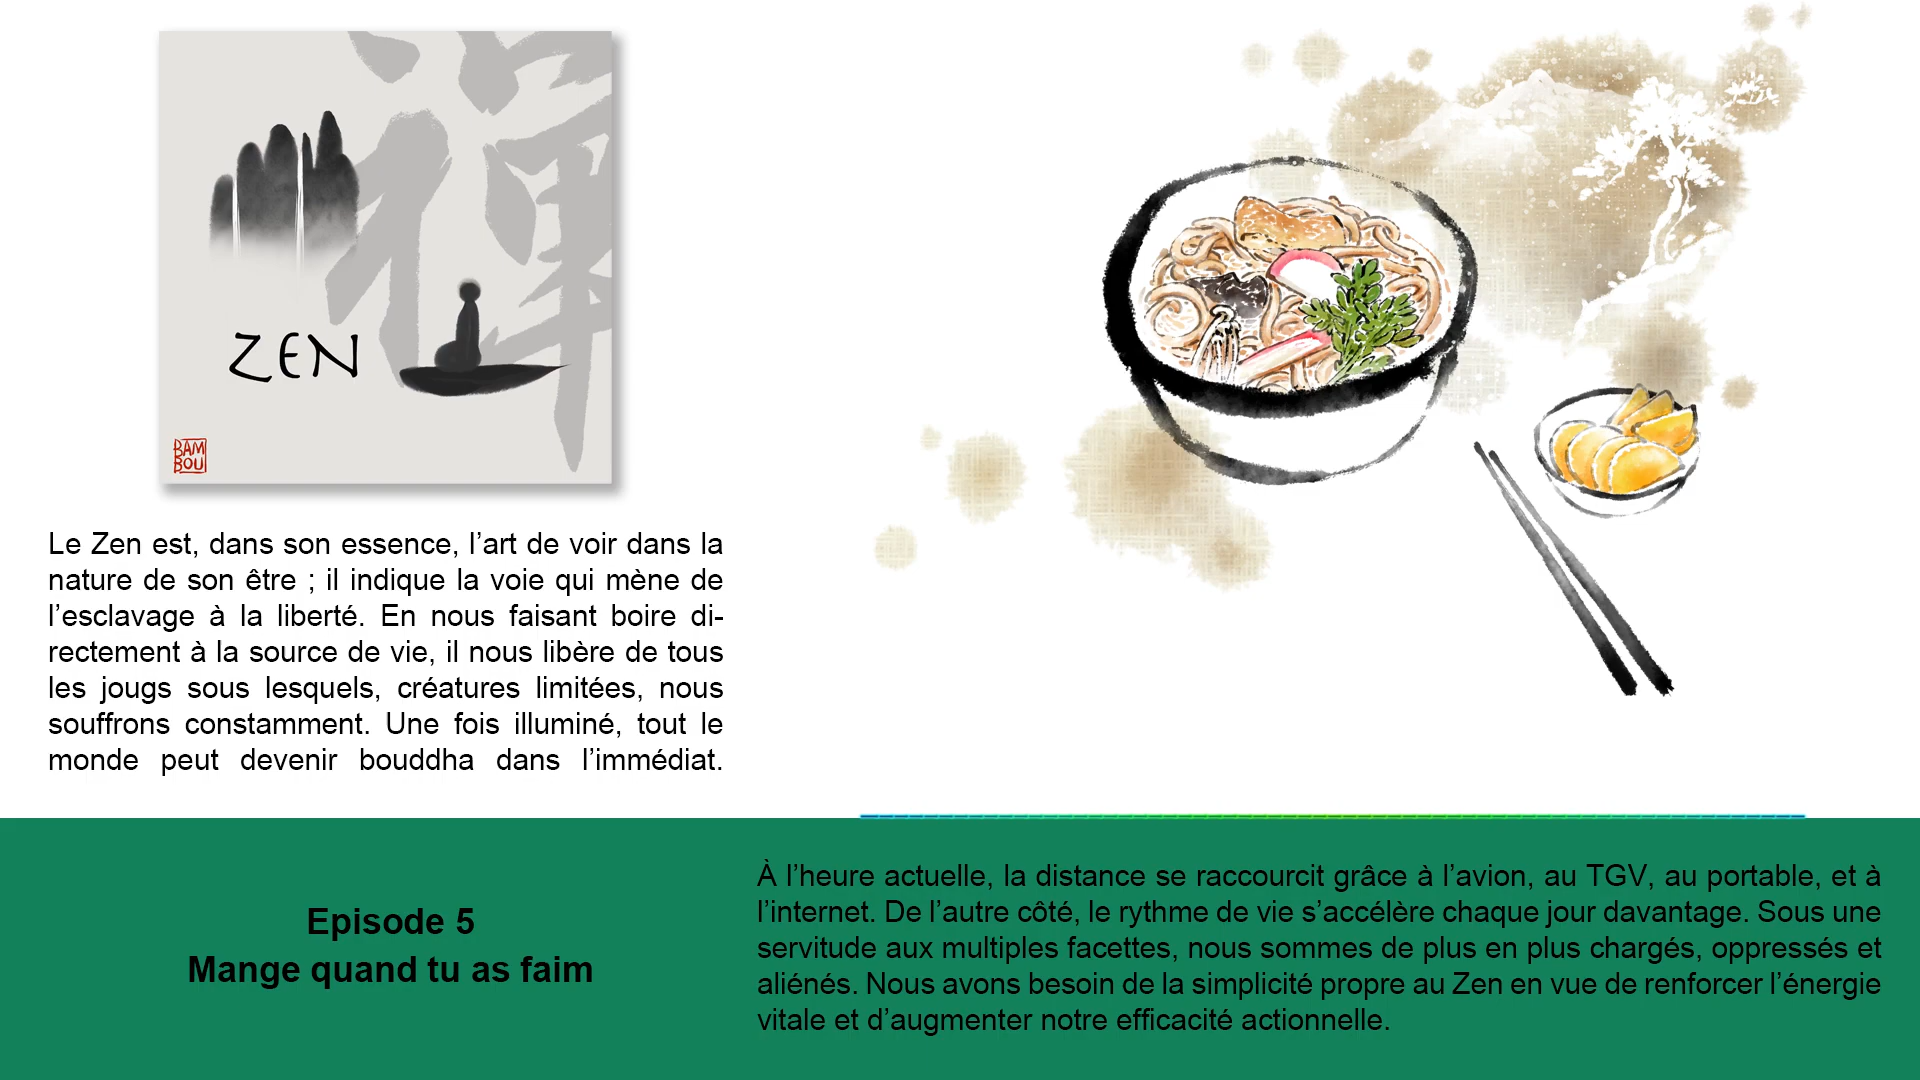 禪
ZEN
BAM
BOU
Le Zen est, dans son essence, l’art de voir dans la
nature de son être ; il indique la voie qui mène de
l’esclavage à la liberté. En nous faisant boire di-
rectement à la source de vie, il nous libère de tous
les jougs sous lesquels, créatures limitées, nous
souffrons constamment. Une fois illuminé, tout le
monde peut devenir bouddha dans l’immédiat.
Episode 5
Mange quand tu as faim
À l’heure actuelle, la distance se raccourcit grâce à l’avion, au TGV, au portable, et à
l’internet. De l’autre côté, le rythme de vie s’accélère chaque jour davantage. Sous une
servitude aux multiples facettes, nous sommes de plus en plus chargés, oppressés et
aliénés. Nous avons besoin de la simplicité propre au Zen en vue de renforcer l’énergie
vitale et d’augmenter notre efficacité actionnelle.